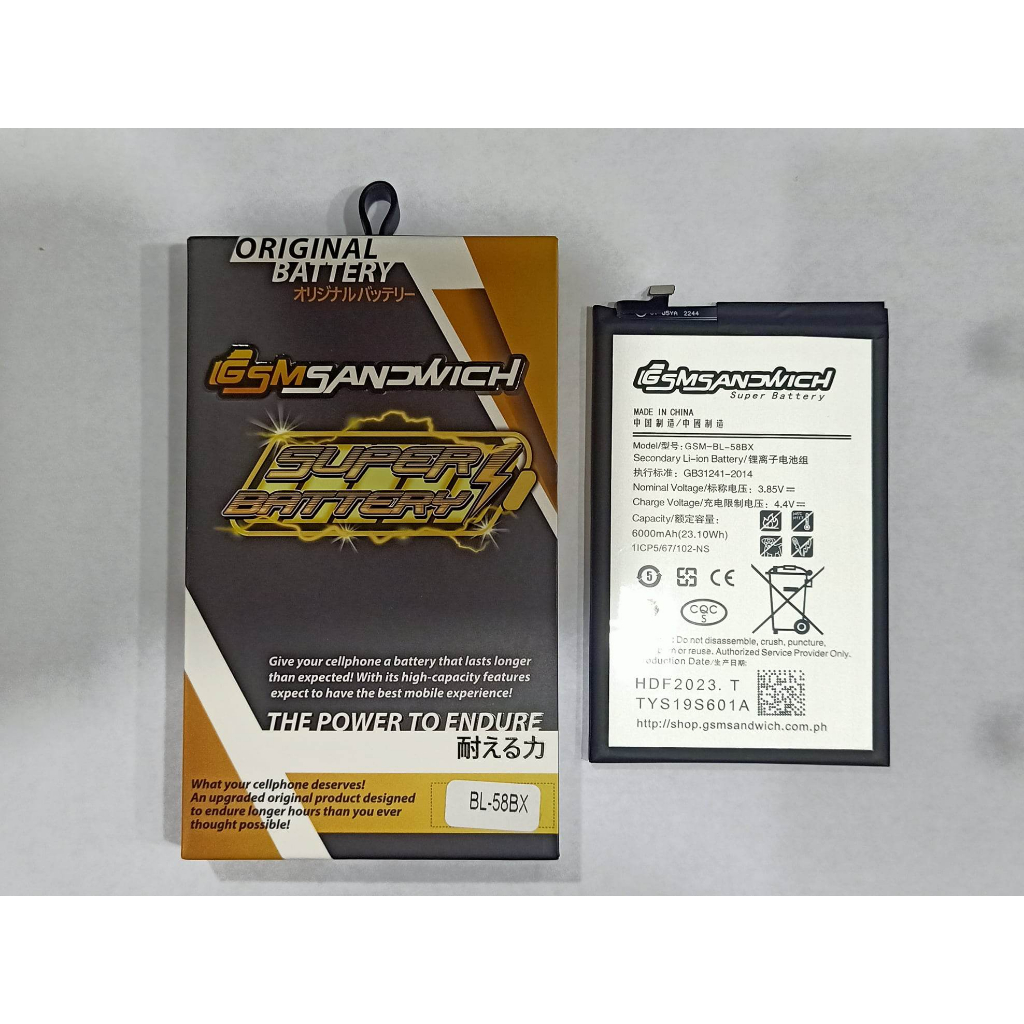 ORIGINAL
BATTERY
オリジナルバッテリー
GSMSANDWICH
SUPER
BATTERY
Give your cellphone a battery that lasts longer
than expected! With its high-capacity features
expect to have the best mobile experience!
THE POWER TO ENDURE
耐える力
What your cellphone deserves!
An upgraded original product designed
to endure longer hours than you ever
thought possible!
BL-58BX
J5YA 2244
GSMSANDWICH
Super Battery
MADE IN CHINA
中国制造/中國製造
Model/型号: GSM-BL-58BX
Secondary Li-ion Battery/锂离子电池组
执行标准: GB31241-2014
Nominal Voltage/标称电压: 3.85V⎓
Charge Voltage/充电限制电压: 4.4V⎓
Capacity/额定容量:
6000mAh(23.10Wh)
1ICP5/67/102-NS
5
CE
CQC
S
: Do not disassemble, crush, puncture,
or reuse. Authorized Service Provider Only.
Date/生产日期:
HDF2023. T
TYS19S601A
http://shop.gsmsandwich.com.ph